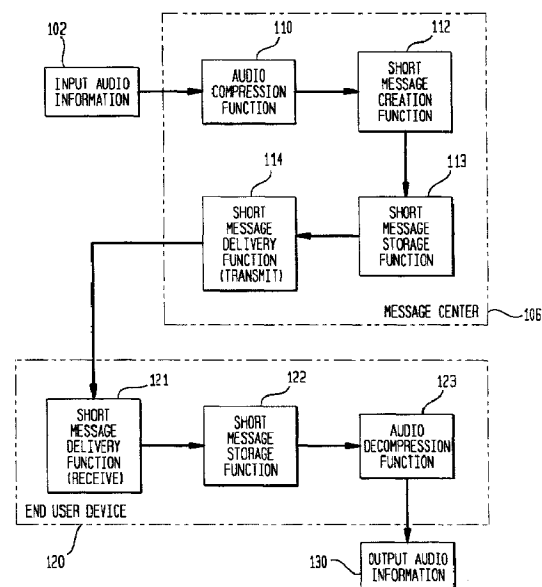 102
INPUT AUDIO
INFORMATION
110
AUDIO
COMPRESSION
FUNCTION
112
SHORT
MESSAGE
CREATION
FUNCTION
114
SHORT
MESSAGE
DELIVERY
FUNCTION
(TRANSMIT)
113
SHORT
MESSAGE
STORAGE
FUNCTION
MESSAGE CENTER
106
121
SHORT
MESSAGE
DELIVERY
FUNCTION
(RECEIVE)
122
SHORT
MESSAGE
STORAGE
FUNCTION
123
AUDIO
DECOMPRESSION
FUNCTION
END USER DEVICE
120
130
OUTPUT AUDIO
INFORMATION